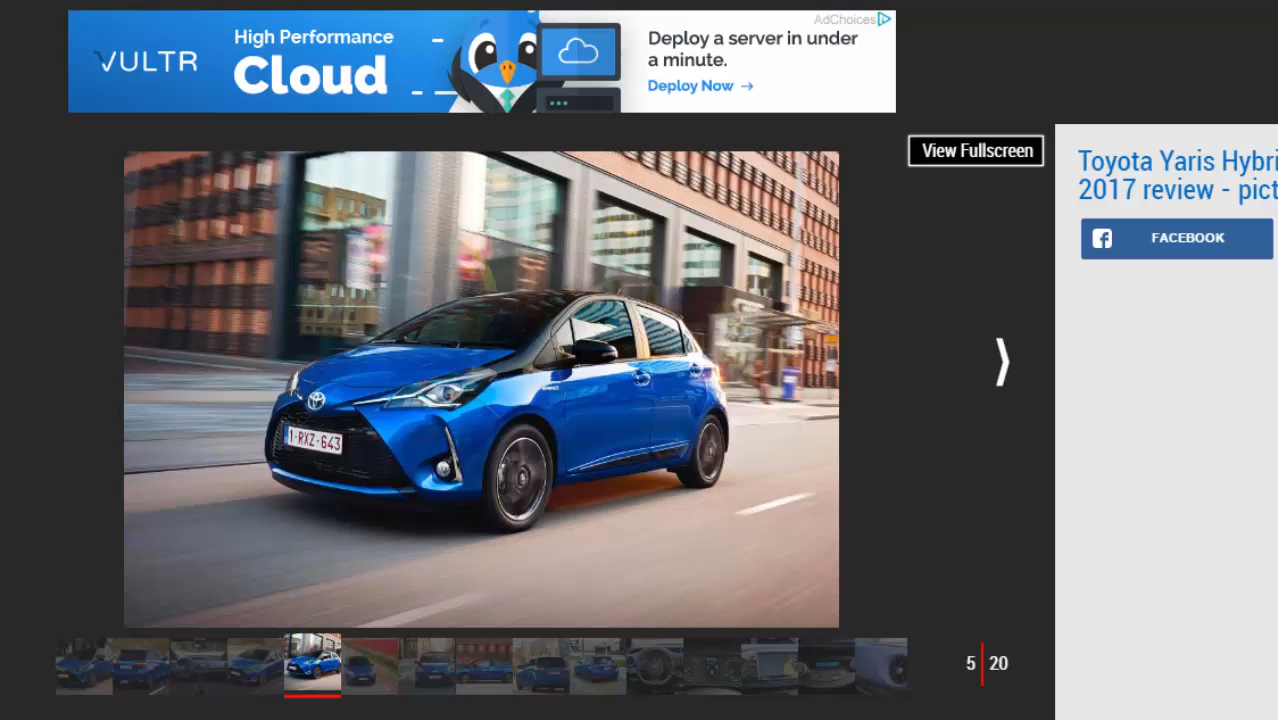 AdChoices
VULTR
High Performance
Cloud
Deploy a server in under
a minute.
Deploy Now →
View Fullscreen
Toyota Yaris Hybri
2017 review - pict
FACEBOOK
1-RXZ-643
5 20